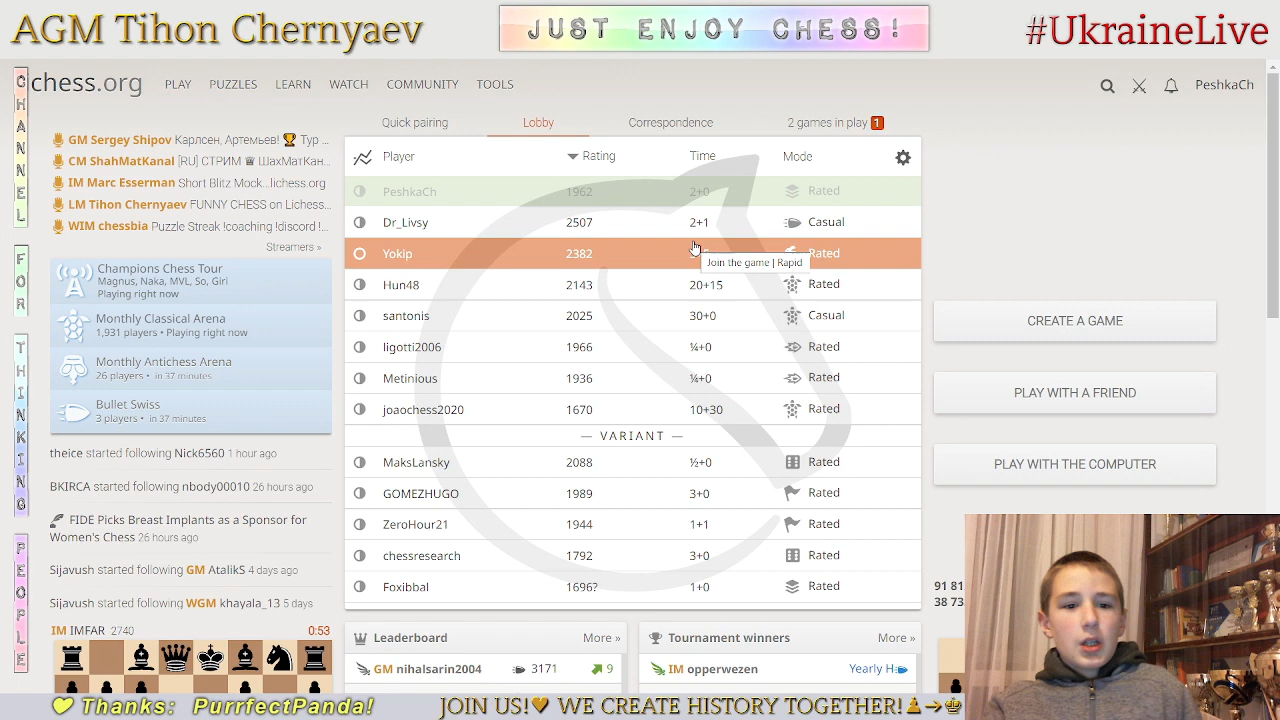 AGM Tihon Chernyaev
JUST ENJOY CHESS!
#UkraineLive
CHANNEL FOR THINKING PEOPLE
chess.org
PLAY PUZZLES LEARN WATCH COMMUNITY TOOLS
PeshkaCh
GM Sergey Shipov Карлсен, Артемьев! 🏆 Тур ...
CM ShahMatKanal [RU] СТРИМ ♕ ШахМатКан...
IM Marc Esserman Short Blitz Mock...lichess.org
LM Tihon Chernyaev FUNNY CHESS on Lichess...
WIM chessbia Puzzle Streak !coaching !discord !...
Streamers »
Champions Chess Tour
Magnus, Naka, MVL, So, Giri
Playing right now
Monthly Classical Arena
1,931 players • Playing right now
Monthly Antichess Arena
26 players • in 37 minutes
Bullet Swiss
3 players • in 37 minutes
theice started following Nick6560 1 hour ago
BKIRCA started following nbody00010 26 hours ago
FIDE Picks Breast Implants as a Sponsor for
Women's Chess 26 hours ago
Sijavush started following GM AtalikS 4 days ago
Sijavush started following WGM khayala_13 5 days
IM IMFAR 2740 0:53
Quick pairing Lobby Correspondence 2 games in play 1
Player Rating Time Mode
PeshkaCh 1962 2+0 Rated
Dr_Livsy 2507 2+1 Casual
Yokip 2382 Rated
Join the game | Rapid
Hun48 2143 20+15 Rated
santonis 2025 30+0 Casual
ligotti2006 1966 ¼+0 Rated
Metinious 1936 ¼+0 Rated
joaochess2020 1670 10+30 Rated
— VARIANT —
MaksLansky 2088 ½+0 Rated
GOMEZHUGO 1989 3+0 Rated
ZeroHour21 1944 1+1 Rated
chessresearch 1792 3+0 Rated
Foxibbal 1696? 1+0 Rated
Leaderboard More »
GM nihalsarin2004 3171 9
Tournament winners More »
IM opperwezen Yearly H
CREATE A GAME
PLAY WITH A FRIEND
PLAY WITH THE COMPUTER
91 81
38 73
Thanks: PurrfectPanda!
JOIN US!♥ WE CREATE HISTORY TOGETHER!♟→♚